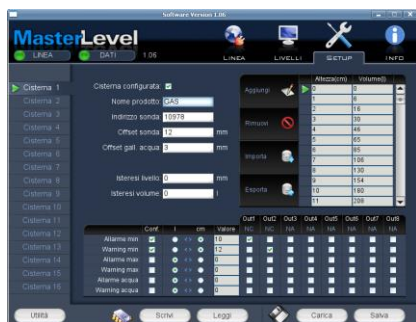 Software Version 1.06
MasterLevel
LINEA
DATI
1.06
LINEA
LIVELLI
SETUP
INFO
Cisterna 1
Cisterna 2
Cisterna 3
Cisterna 4
Cisterna 5
Cisterna 6
Cisterna 7
Cisterna 8
Cisterna 9
Cisterna 10
Cisterna 11
Cisterna 12
Cisterna 13
Cisterna 14
Cisterna 15
Cisterna 16
Cisterna configurata:
Nome prodotto: GAS
Indirizzo sonda: 10978
Offset sonda: 12 mm
Offset gall. acqua: 3 mm
Isteresi livello: 0 mm
Isteresi volume: 0 l
Aggiungi
Rimuovi
Importa
Esporta
Altezza(cm) Volume(l)
0 0
1 6
2 16
3 30
4 46
5 65
6 85
7 106
8 130
9 154
10 180
11 208
Conf. l <> cm Valore Out1 Out2 Out3 Out4 Out5 Out6 Out7 Out8
NC NC NC NA NA NA NA NA
Allarme min <> 10
Warning min <> 12
Allarme max <> 0
Warning max <> 0
Allarme acqua <> 0
Warning acqua <> 0
Utilità
Scrivi
Leggi
Carica
Salva